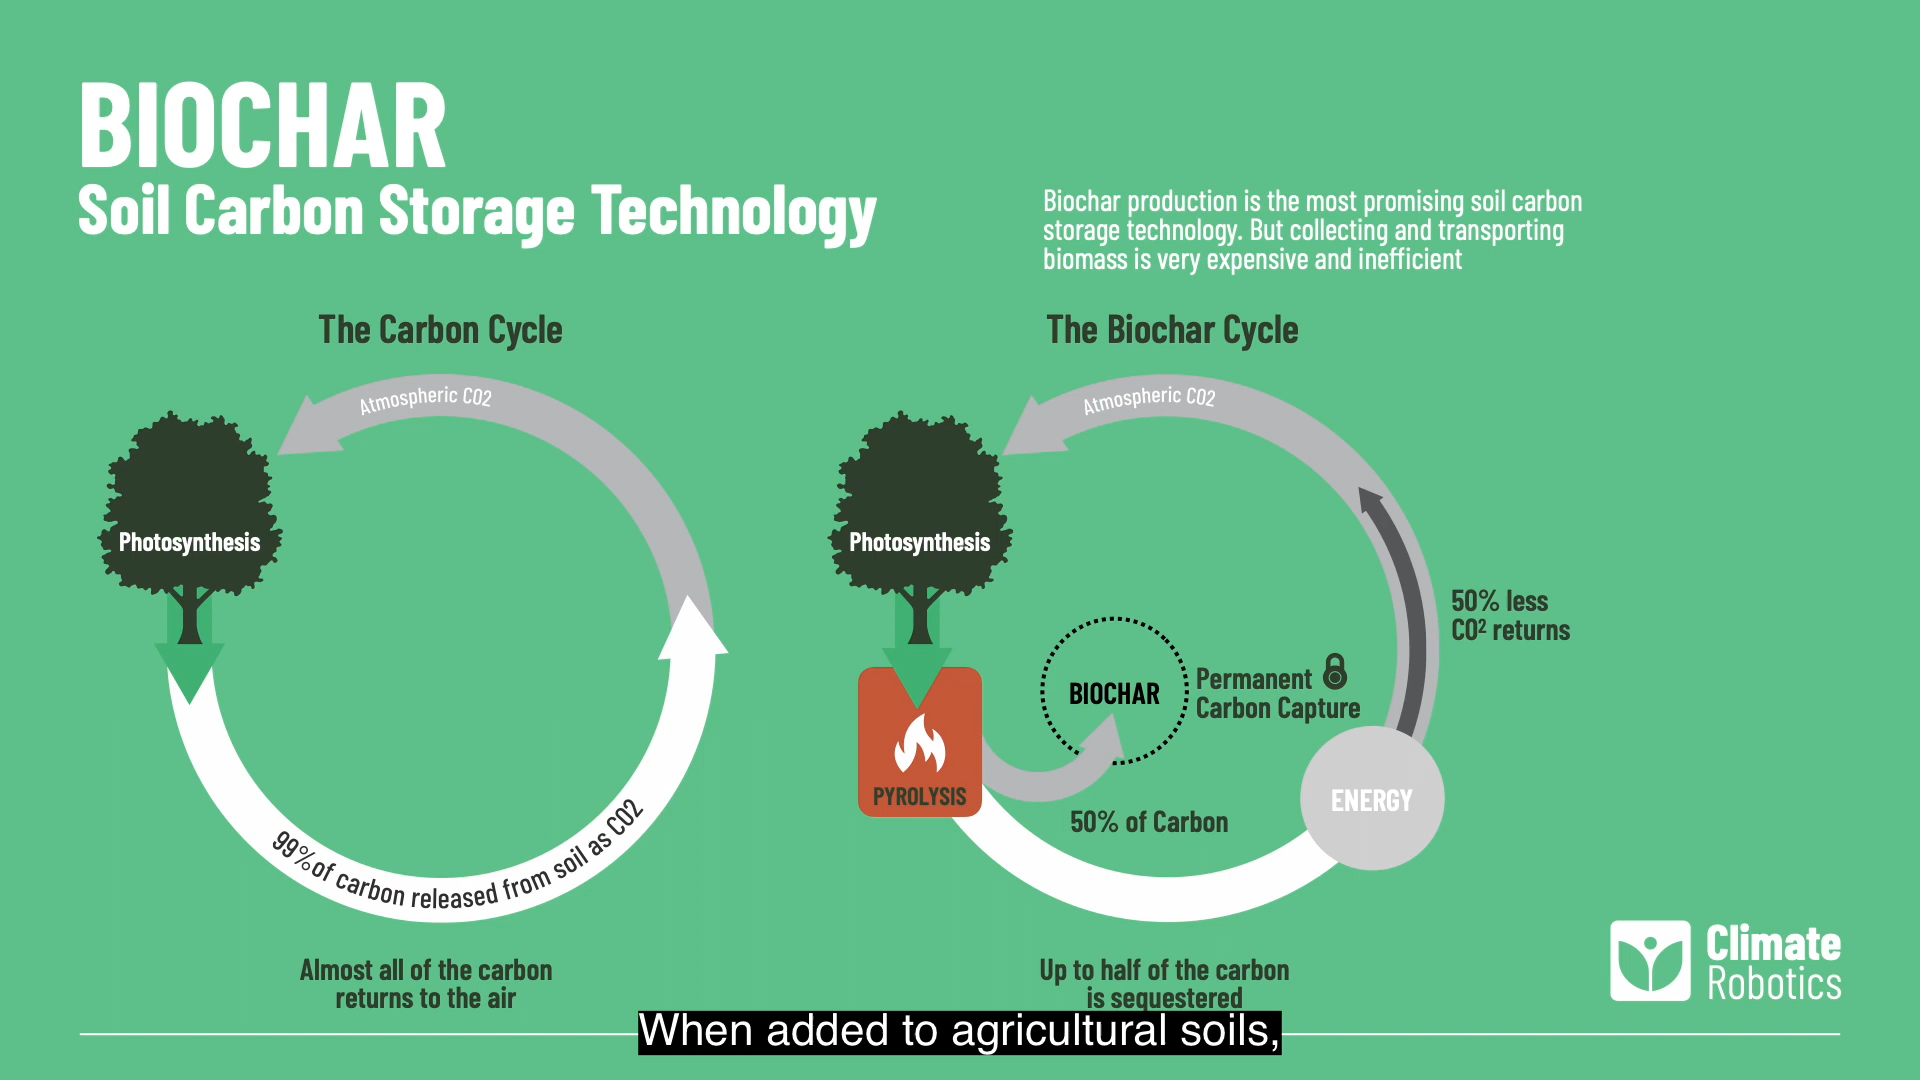 BIOCHAR
Soil Carbon Storage Technology
Biochar production is the most promising soil carbon
storage technology. But collecting and transporting
biomass is very expensive and inefficient
The Carbon Cycle
Atmospheric CO2
Photosynthesis
99%of carbon released from soil as CO2
Almost all of the carbon
returns to the air
The Biochar Cycle
Atmospheric CO2
Photosynthesis
PYROLYSIS
BIOCHAR
Permanent
Carbon Capture
50% of Carbon
ENERGY
50% less
CO² returns
Up to half of the carbon
is sequestered
Climate
Robotics
When added to agricultural soils,